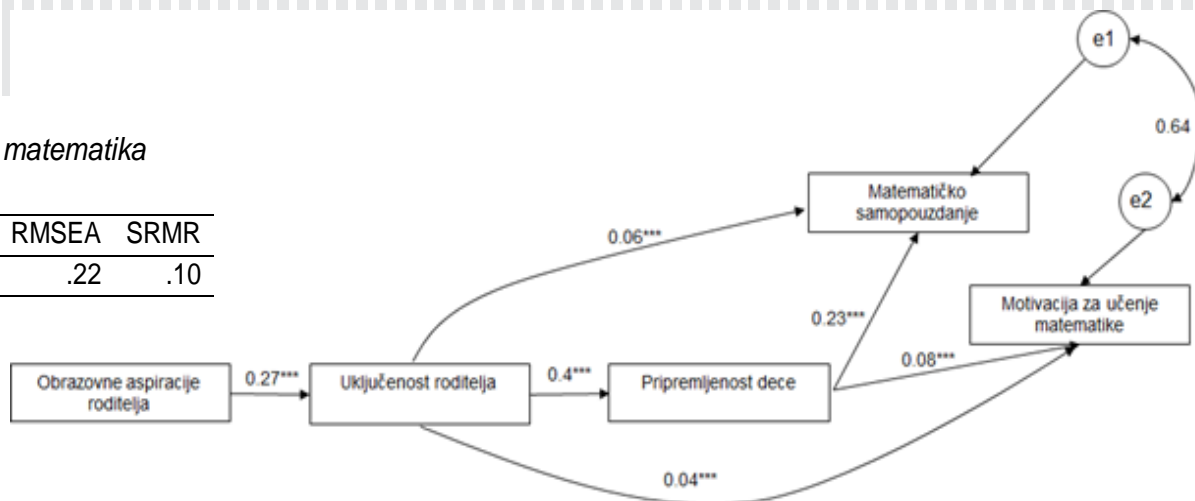 e1
0.64
matematika
Matematičko
samopouzdanje
e2
RMSEA SRMR
0.06***
.22 .10
Motivacija za učenje
matematike
0.23***
0.08***
Obrazovne aspiracije
roditelja
0.27***
Uključenost roditelja
0.4***
Pripremljenost dece
0.04***